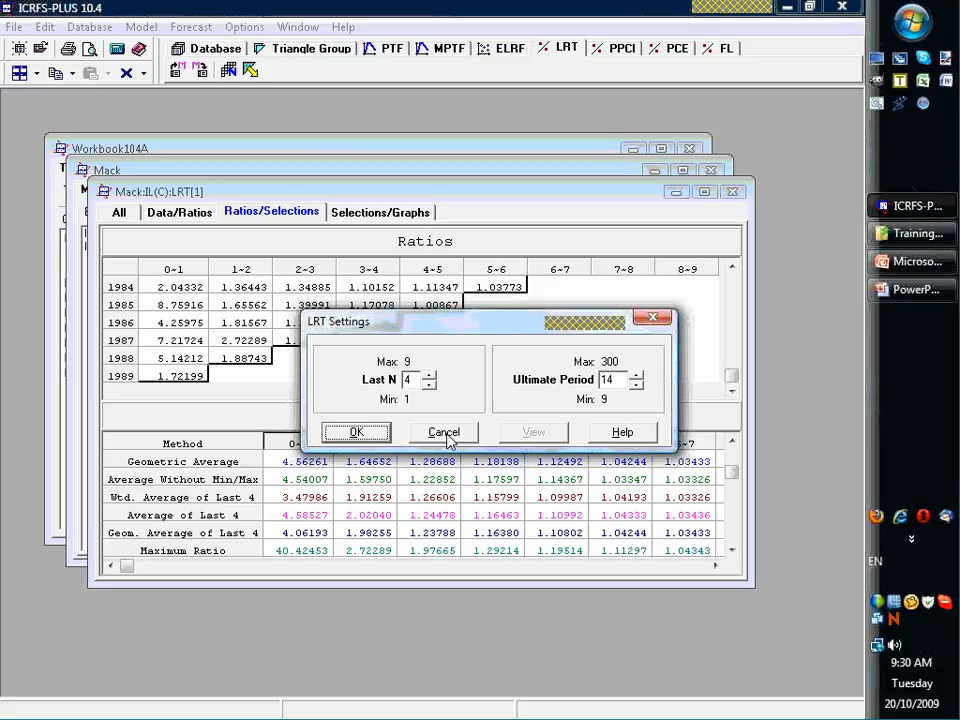 ICRFS-PLUS 10.4
File Edit Database Model Forecast Options Window Help
Database Triangle Group PTF MPTF ELRF LRT PPCI PCE FL
Workbook104A
Mack
Mack:IL(C):LRT[1]
All Data/Ratios Ratios/Selections Selections/Graphs
Ratios
0~1 1~2 2~3 3~4 4~5 5~6 6~7 7~8 8~9
1984 2.04332 1.36443 1.34885 1.10152 1.11347 1.03773
1985 8.75916 1.65562 1.39991 1.17078 1.00867
1986 4.25975 1.81567
1987 7.21724 2.72289
1988 5.14212 1.88743
1989 1.72199
LRT Settings
Max: 9
Last N 4
Min: 1
Max: 300
Ultimate Period 14
Min: 9
OK Cancel View Help
Method
Geometric Average 4.56261 1.64652 1.28688 1.18138 1.12492 1.04244 1.03433
Average Without Min/Max 4.54007 1.59750 1.22852 1.17597 1.14367 1.03347 1.03326
Wtd. Average of Last 4 3.47986 1.91259 1.26606 1.15799 1.09987 1.04193 1.03326
Average of Last 4 4.58527 2.02040 1.24478 1.16463 1.10992 1.04333 1.03436
Geom. Average of Last 4 4.06193 1.98255 1.23788 1.16380 1.10802 1.04244 1.03433
Maximum Ratio 40.42453 2.72289 1.97665 1.29214 1.19514 1.11297 1.04343
ICRFS-P...
Training...
Microso...
PowerP...
EN
9:30 AM
Tuesday
20/10/2009